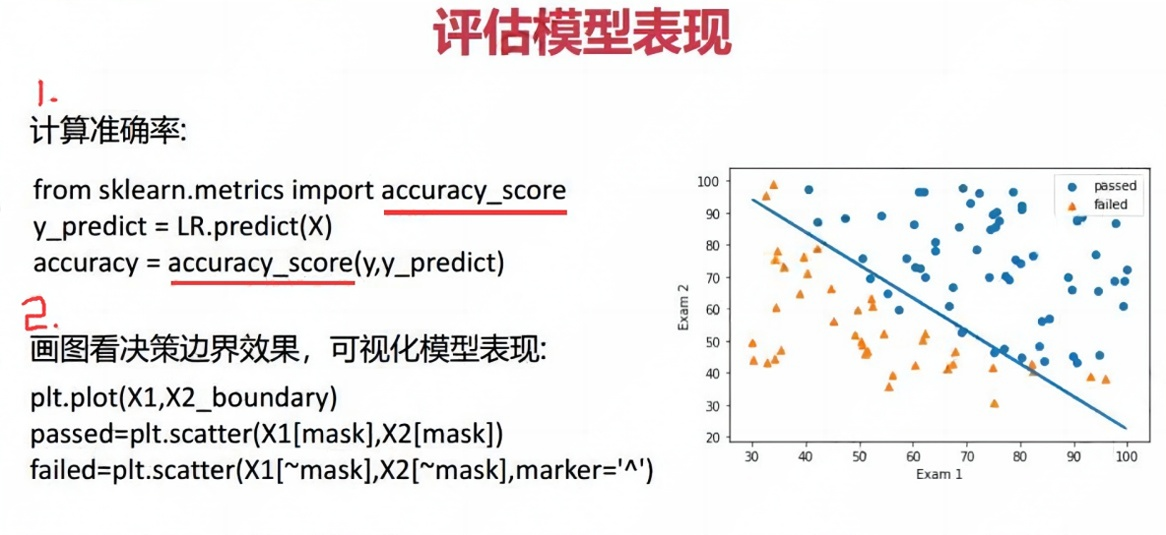 评估模型表现
1.
计算准确率:
from sklearn.metrics import accuracy_score
y_predict = LR.predict(X)
accuracy = accuracy_score(y,y_predict)
2.
画图看决策边界效果，可视化模型表现:
plt.plot(X1,X2_boundary)
passed=plt.scatter(X1[mask],X2[mask])
failed=plt.scatter(X1[~mask],X2[~mask],marker='^')
passed
failed
100
90
80
70
60
50
40
30
20
Exam 2
30 40 50 60 70 80 90 100
Exam 1